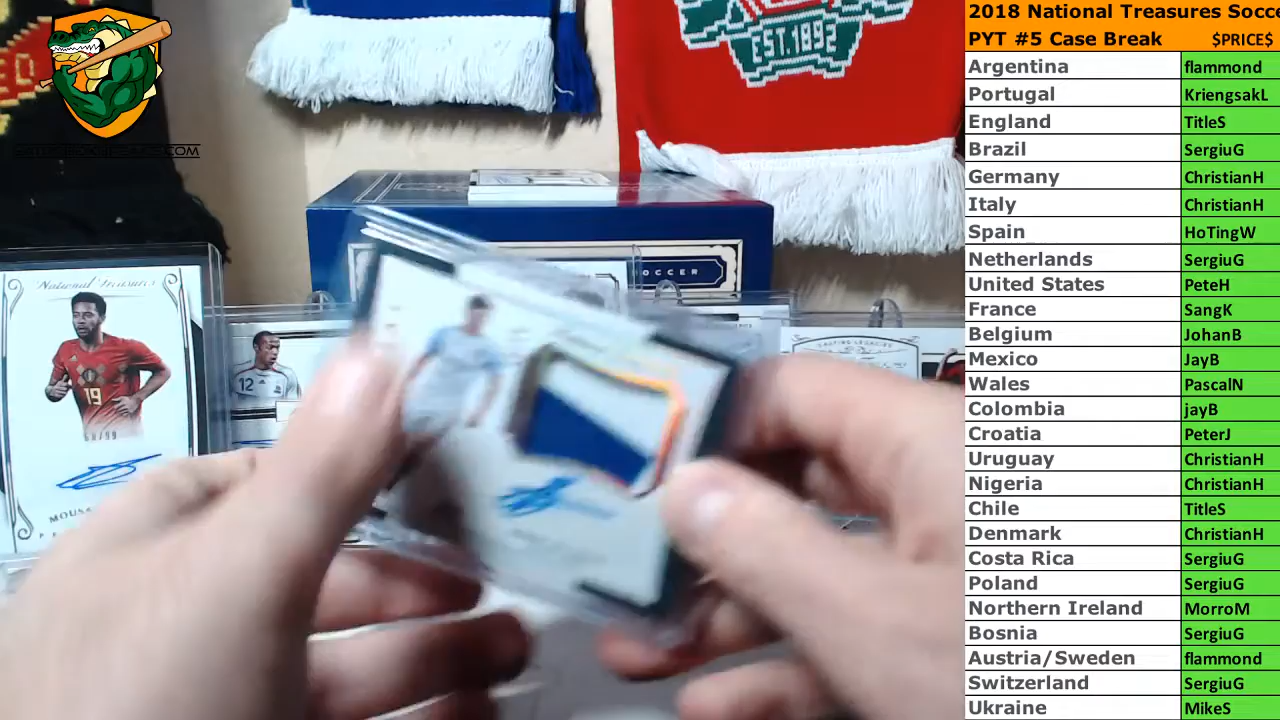 2018 National Treasures Socce
PYT #5 Case Break $PRICE$
Argentina flammond
Portugal KriengsakL
England TitleS
Brazil SergiuG
Germany ChristianH
Italy ChristianH
Spain HoTingW
Netherlands SergiuG
United States PeteH
France SangK
Belgium JohanB
Mexico JayB
Wales PascalN
Colombia jayB
Croatia PeterJ
Uruguay ChristianH
Nigeria ChristianH
Chile TitleS
Denmark ChristianH
Costa Rica SergiuG
Poland SergiuG
Northern Ireland MorroM
Bosnia SergiuG
Austria/Sweden flammond
Switzerland SergiuG
Ukraine MikeS
EST.1892
ED
SOCCER
National Treasures
19
12
MOUS